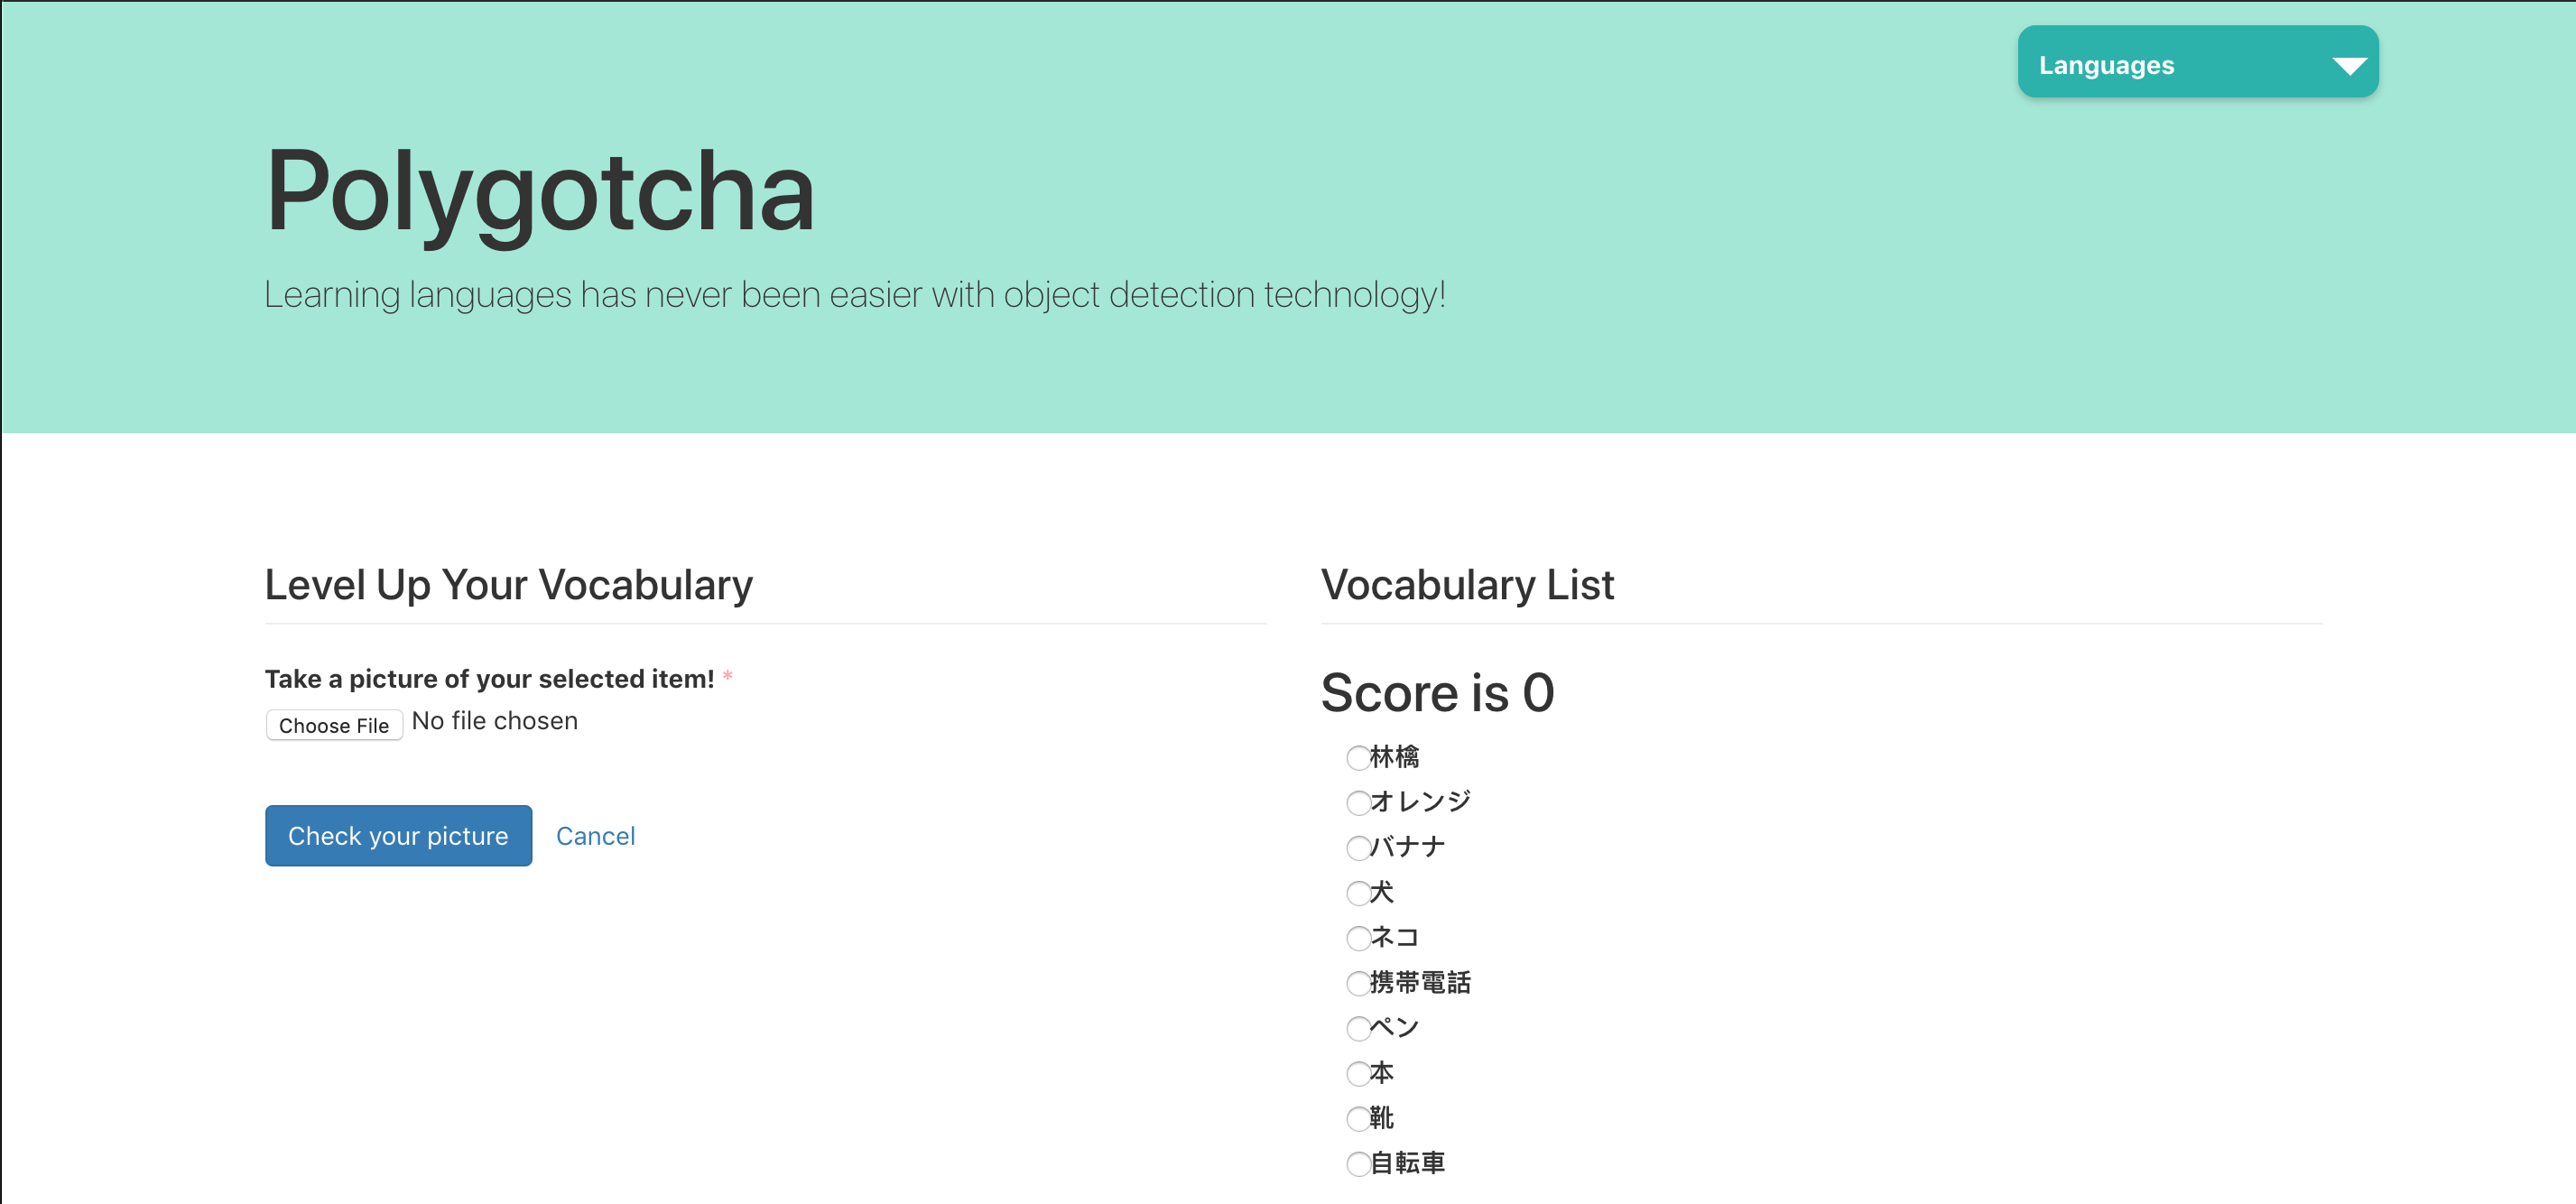 Languages
Polygotcha
Learning languages has never been easier with object detection technology!
Level Up Your Vocabulary
Take a picture of your selected item! *
Choose File No file chosen
Check your picture Cancel
Vocabulary List
Score is 0
林檎
オレンジ
バナナ
犬
ネコ
携帯電話
ペン
本
靴
自転車